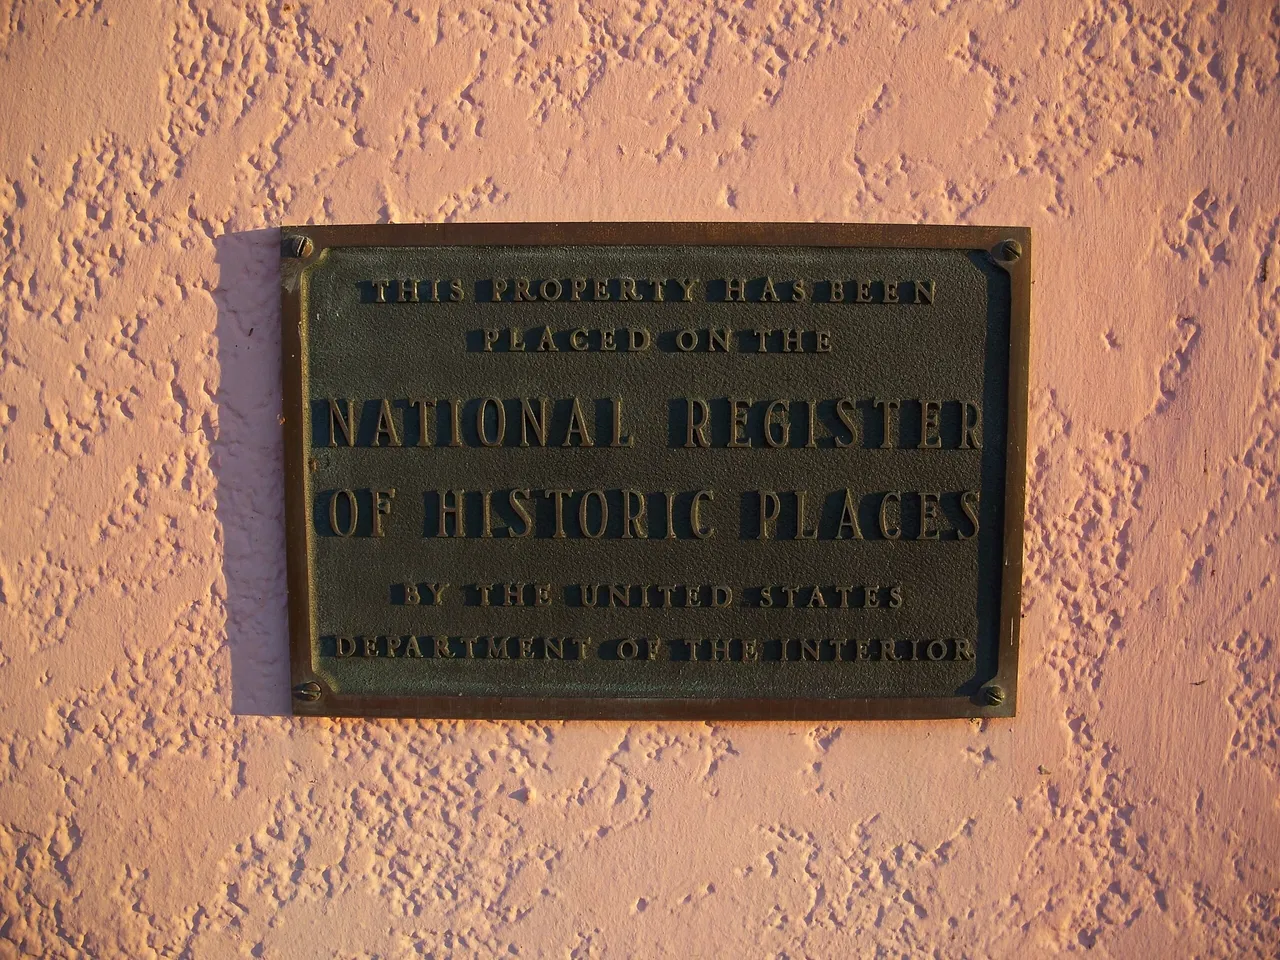 THIS PROPERTY HAS BEEN
PLACED ON THE
NATIONAL REGISTER
OF HISTORIC PLACES
BY THE UNITED STATES
DEPARTMENT OF THE INTERIOR